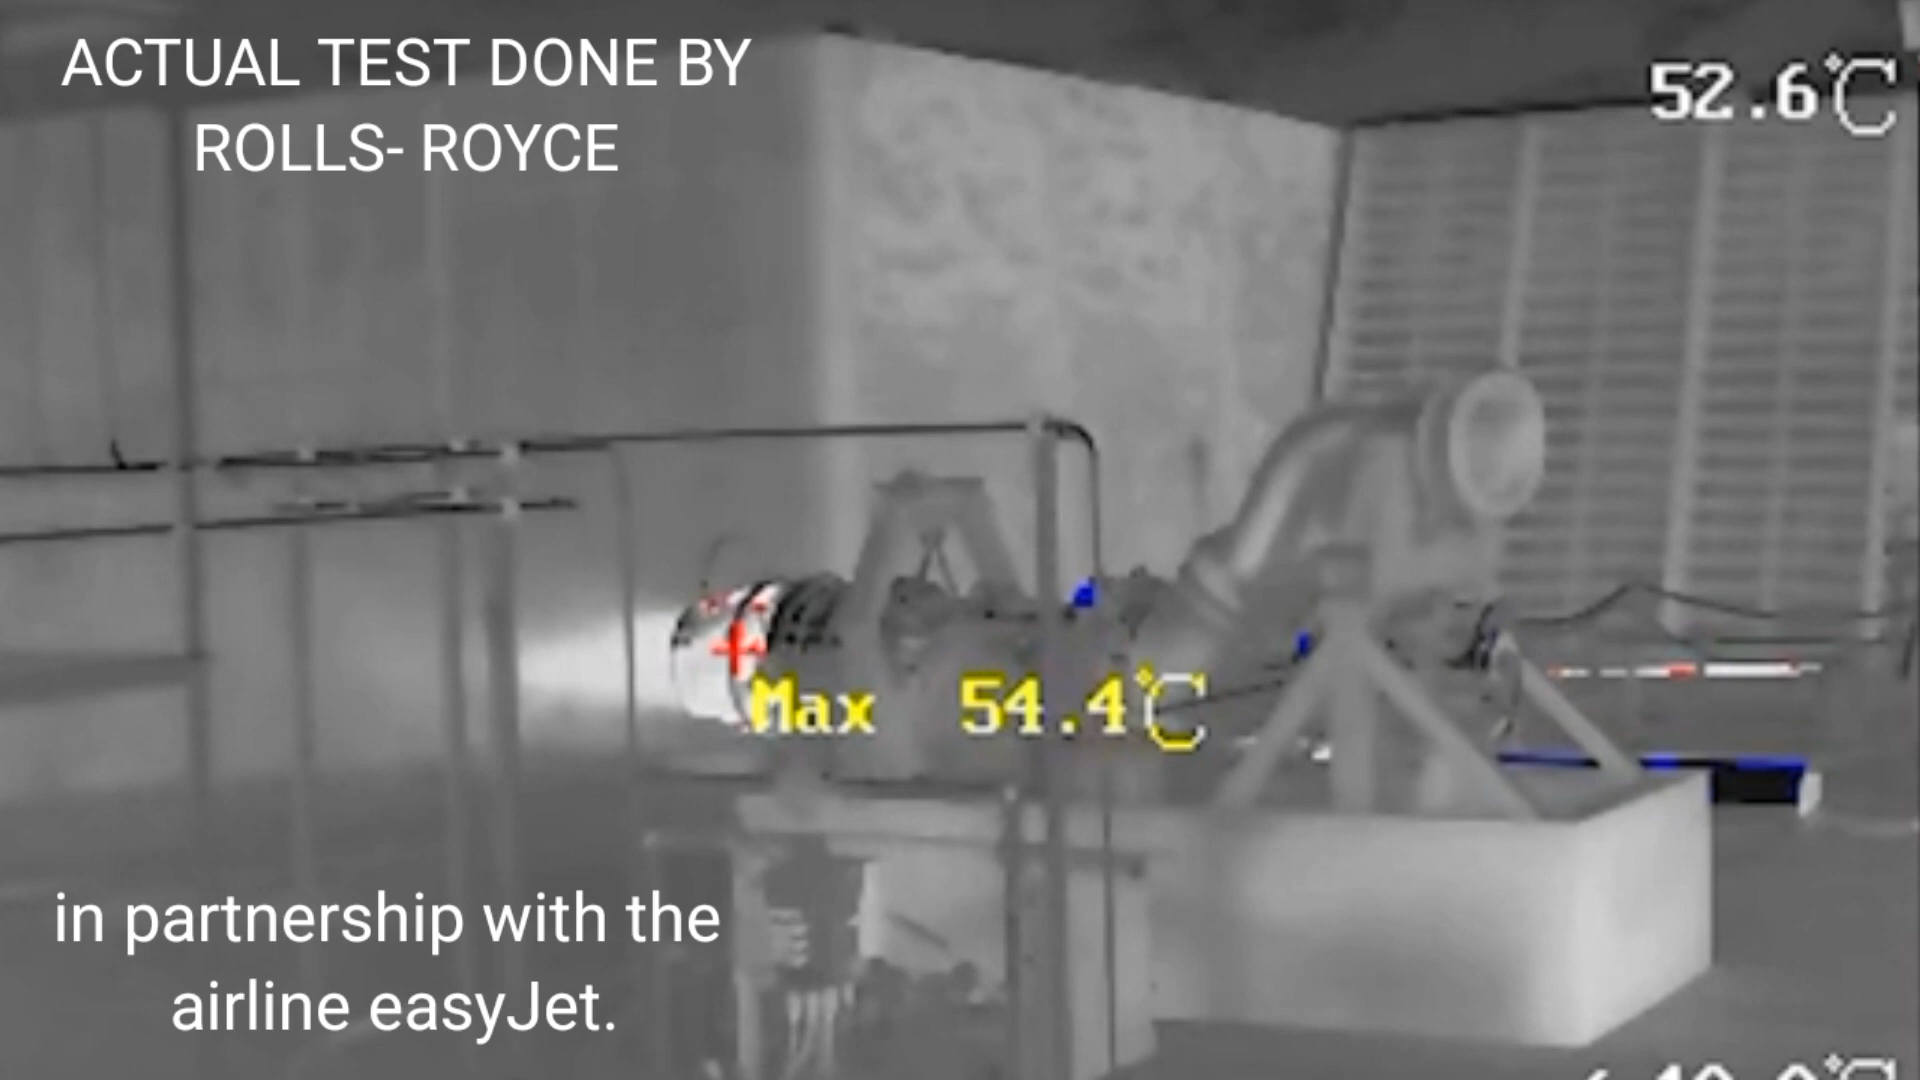 ACTUAL TEST DONE BY
ROLLS- ROYCE
52.6°C
Max 54.4°C
in partnership with the
airline easyJet.